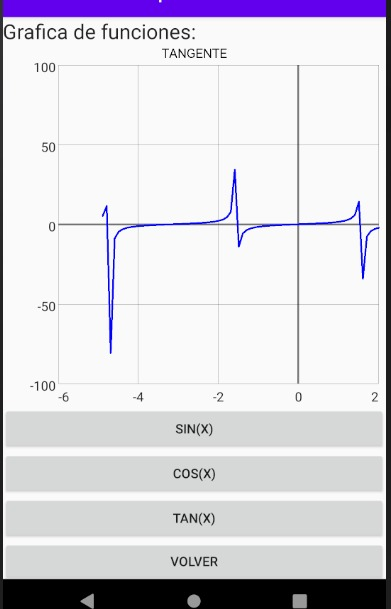 Grafica de funciones:
TANGENTE
100
50
0
-50
-100
-6 -4 -2 0 2
SIN(X)
COS(X)
TAN(X)
VOLVER